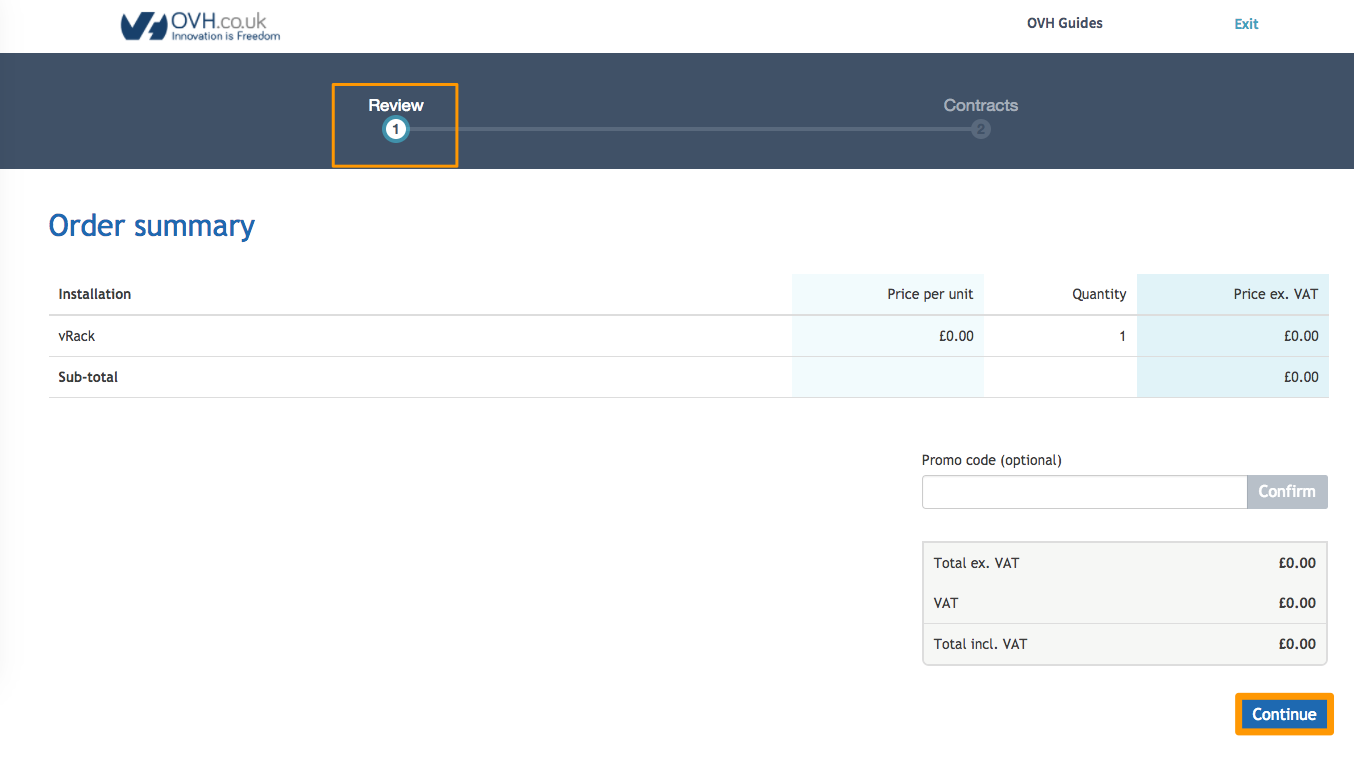 OVH.co.uk
Innovation is Freedom
OVH Guides
Exit
Review
Contracts
1
2
Order summary
Installation Price per unit Quantity Price ex. VAT
vRack £0.00 1 £0.00
Sub-total £0.00
Promo code (optional)
Confirm
Total ex. VAT £0.00
VAT £0.00
Total incl. VAT £0.00
Continue